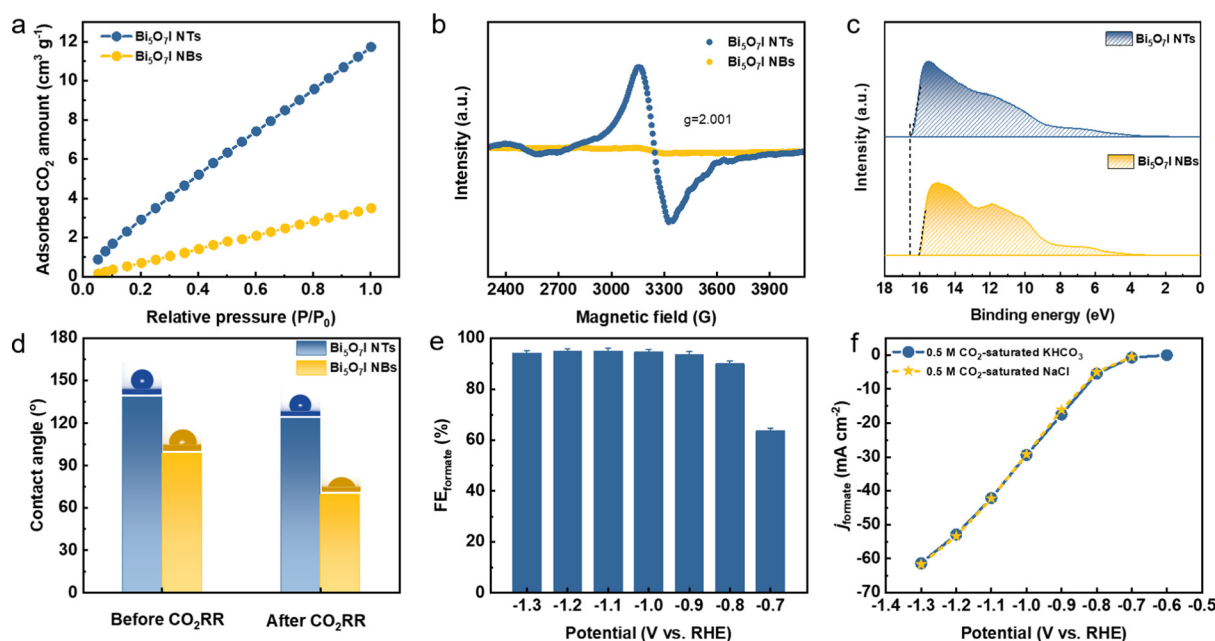 a
Bi₅O₇I NTs
Bi₅O₇I NBs
Adsorbed CO₂ amount (cm³ g⁻¹)
12
10
8
6
4
2
0
0.0 0.2 0.4 0.6 0.8 1.0
Relative pressure (P/P₀)
b
Bi₅O₇I NTs
Bi₅O₇I NBs
g=2.001
Intensity (a.u.)
2700 3000 3300 3600 3900
Magnetic field (G)
c
Bi₅O₇I NTs
Bi₅O₇I NBs
Intensity (a.u.)
18 16 14 12 10 8 6 4 2 0
Binding energy (eV)
d
Bi₅O₇I NTs
Bi₅O₇I NBs
Contact angle (º)
180
150
120
90
60
30
0
Before CO₂RR After CO₂RR
e
FE_formate (%)
100
80
60
40
20
0
-1.3 -1.2 -1.1 -1.0 -0.9 -0.8 -0.7
Potential (V vs. RHE)
f
0.5 M CO₂-saturated KHCO₃
0.5 M CO₂-saturated NaCl
j_formate (mA cm⁻²)
0
-10
-20
-30
-40
-50
-60
-70
-1.4 -1.3 -1.2 -1.1 -1.0 -0.9 -0.8 -0.7 -0.6 -0.5
Potential (V vs. RHE)